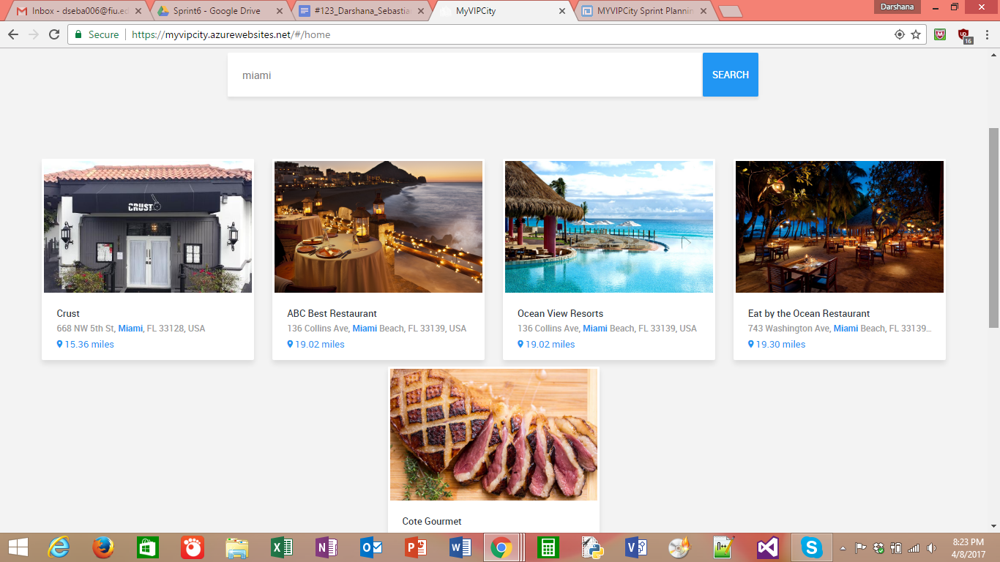 Inbox - dseba006@fiu.ed
Sprint6 - Google Drive
#123_Darshana_Sebastia
MyVIPCity
MYVIPCity Sprint Plannin
Darshana
Secure
https://myvipcity.azurewebsites.net/#/home
16
miami
SEARCH
CRUST
Crust
668 NW 5th St, Miami, FL 33128, USA
15.36 miles
ABC Best Restaurant
136 Collins Ave, Miami Beach, FL 33139, USA
19.02 miles
Ocean View Resorts
136 Collins Ave, Miami Beach, FL 33139, USA
19.02 miles
Eat by the Ocean Restaurant
743 Washington Ave, Miami Beach, FL 33139...
19.30 miles
Cote Gourmet
8:23 PM
4/8/2017